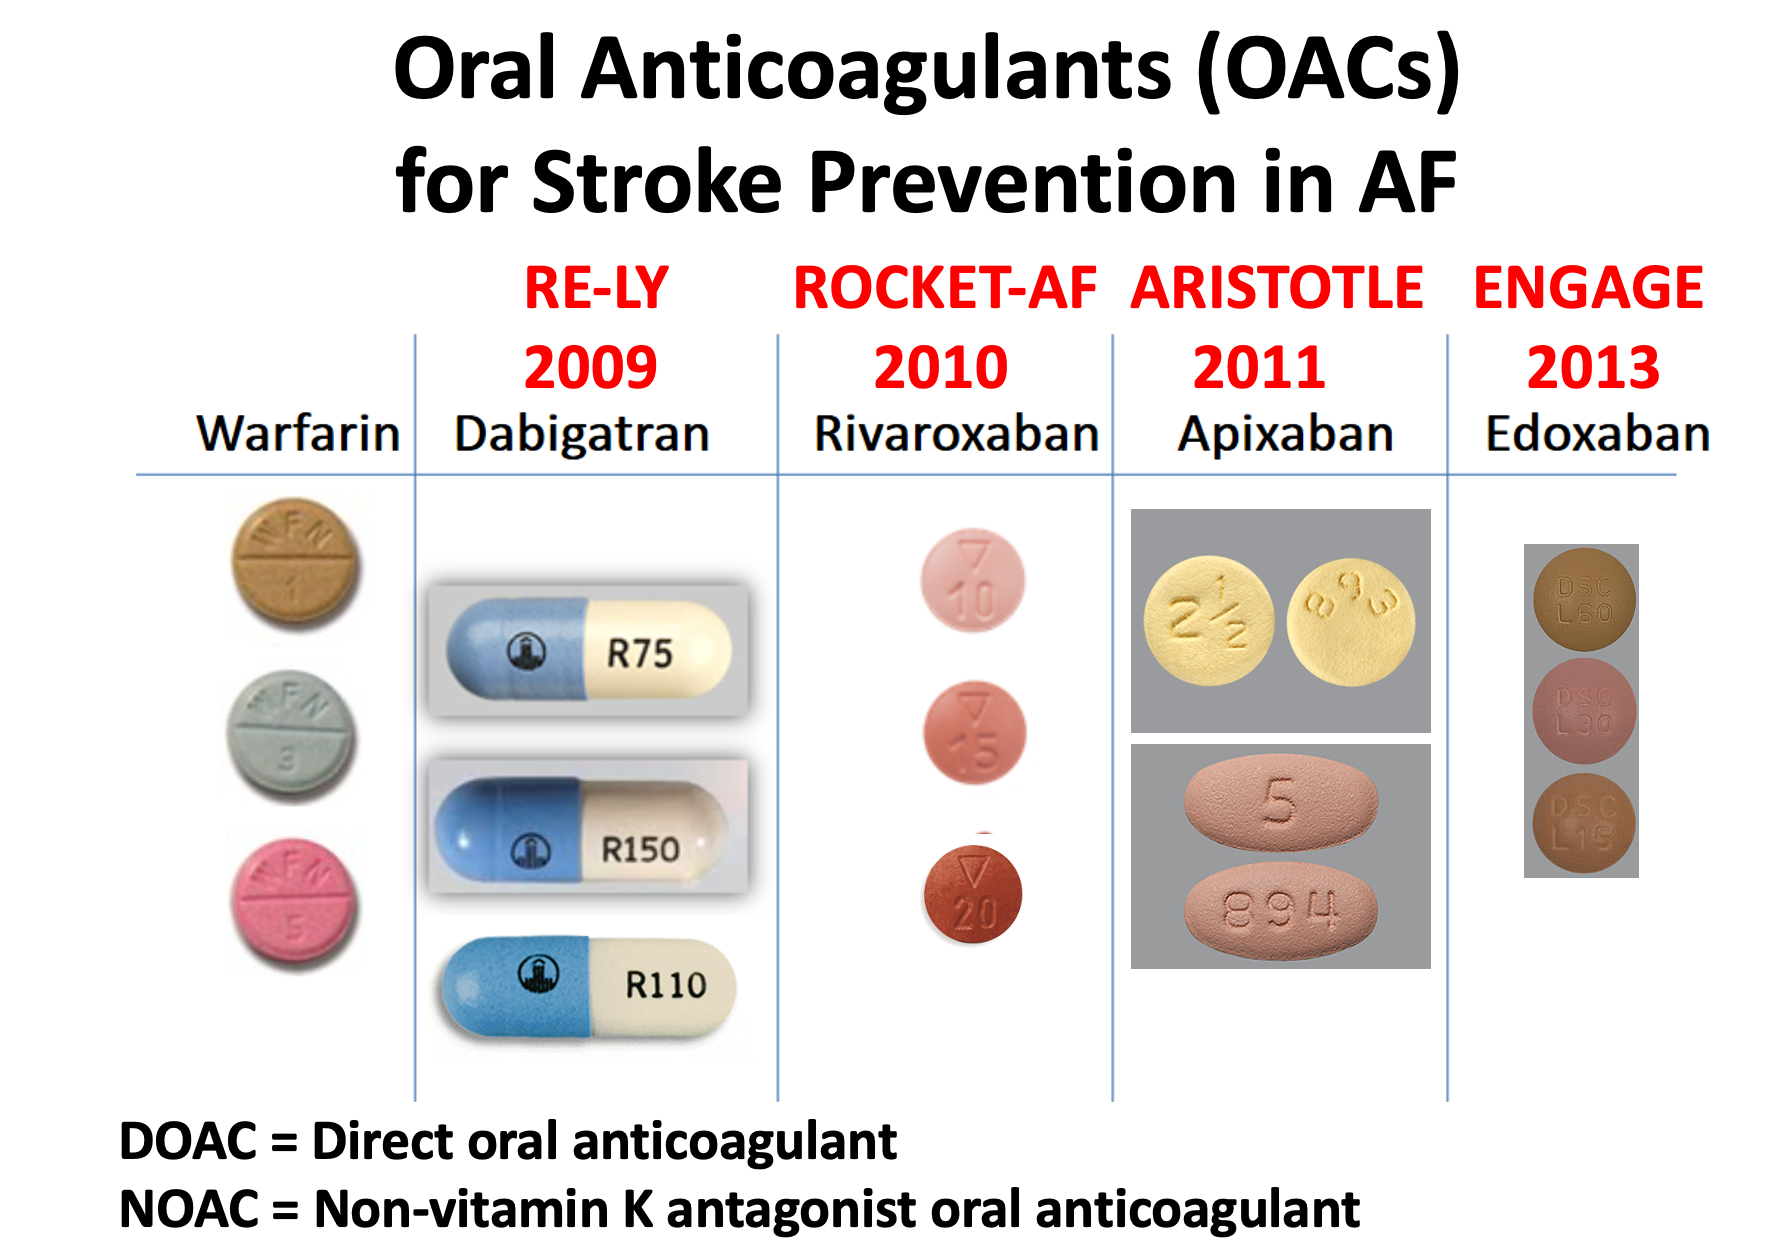 Oral Anticoagulants (OACs)
for Stroke Prevention in AF
RE-LY ROCKET-AF ARISTOTLE ENGAGE
2009 2010 2011 2013
Warfarin Dabigatran Rivaroxaban Apixaban Edoxaban
WFN
1
WFN
3
WFN
5
R75
R150
R110
10
15
20
2 1/2
893
5
894
DSC
L60
DSC
L30
DSC
L15
DOAC = Direct oral anticoagulant
NOAC = Non-vitamin K antagonist oral anticoagulant